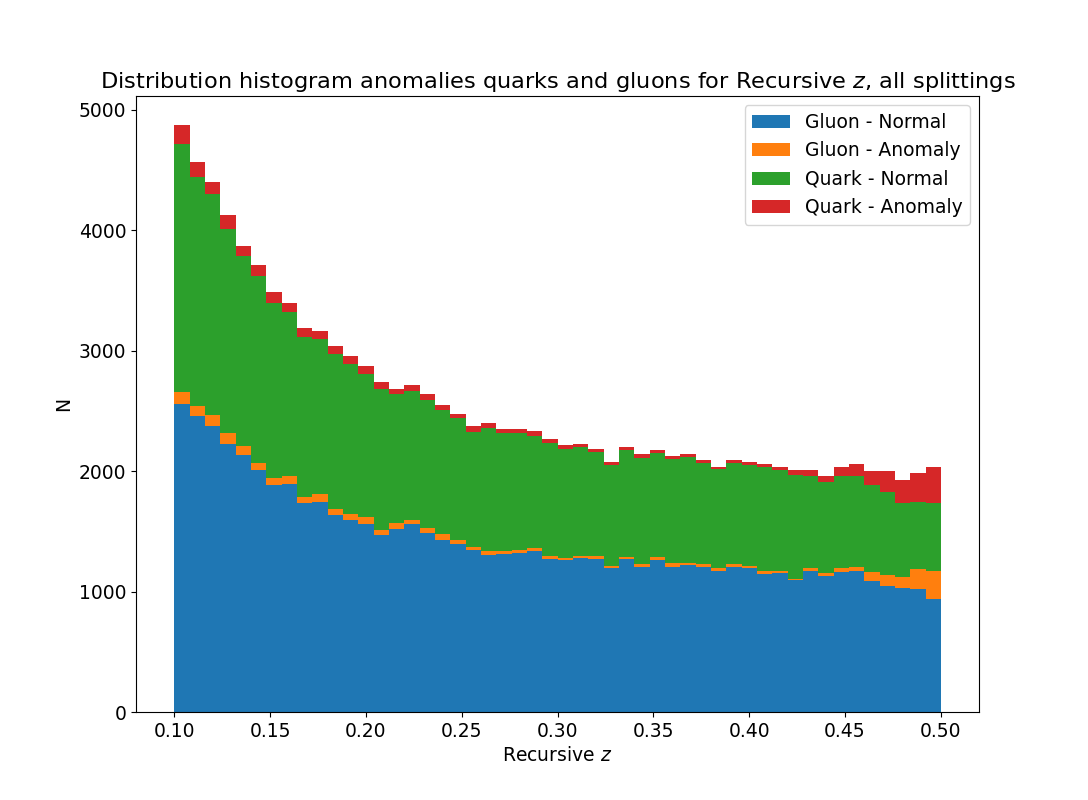 Distribution histogram anomalies quarks and gluons for Recursive z, all splittings
5000
4000
3000
2000
1000
0
N
Gluon - Normal
Gluon - Anomaly
Quark - Normal
Quark - Anomaly
0.10 0.15 0.20 0.25 0.30 0.35 0.40 0.45 0.50
Recursive z